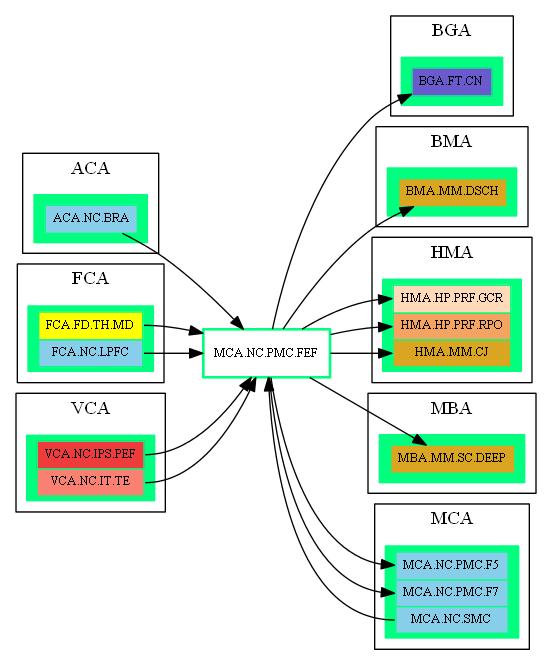 ACA
ACA.NC.BRA
FCA
FCA.FD.TH.MD
FCA.NC.LPFC
VCA
VCA.NC.IPS.PEF
VCA.NC.IT.TE
MCA.NC.PMC.FEF
BGA
BGA.FT.CN
BMA
BMA.MM.DSCH
HMA
HMA.HP.PRF.GCR
HMA.HP.PRF.RPO
HMA.MM.CJ
MBA
MBA.MM.SC.DEEP
MCA
MCA.NC.PMC.F5
MCA.NC.PMC.F7
MCA.NC.SMC